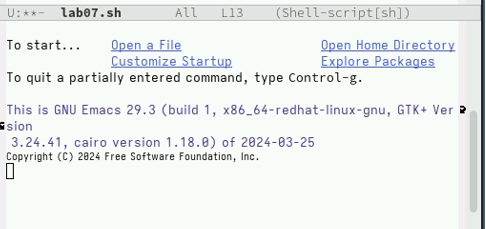 U:**-  lab07.sh       All   L13    (Shell-script[sh])
To start...    Open a File    Open Home Directory
Customize Startup    Explore Packages
To quit a partially entered command, type Control-g.
This is GNU Emacs 29.3 (build 1, x86_64-redhat-linux-gnu, GTK+ Ver
sion
 3.24.41, cairo version 1.18.0) of 2024-03-25
Copyright (C) 2024 Free Software Foundation, Inc.